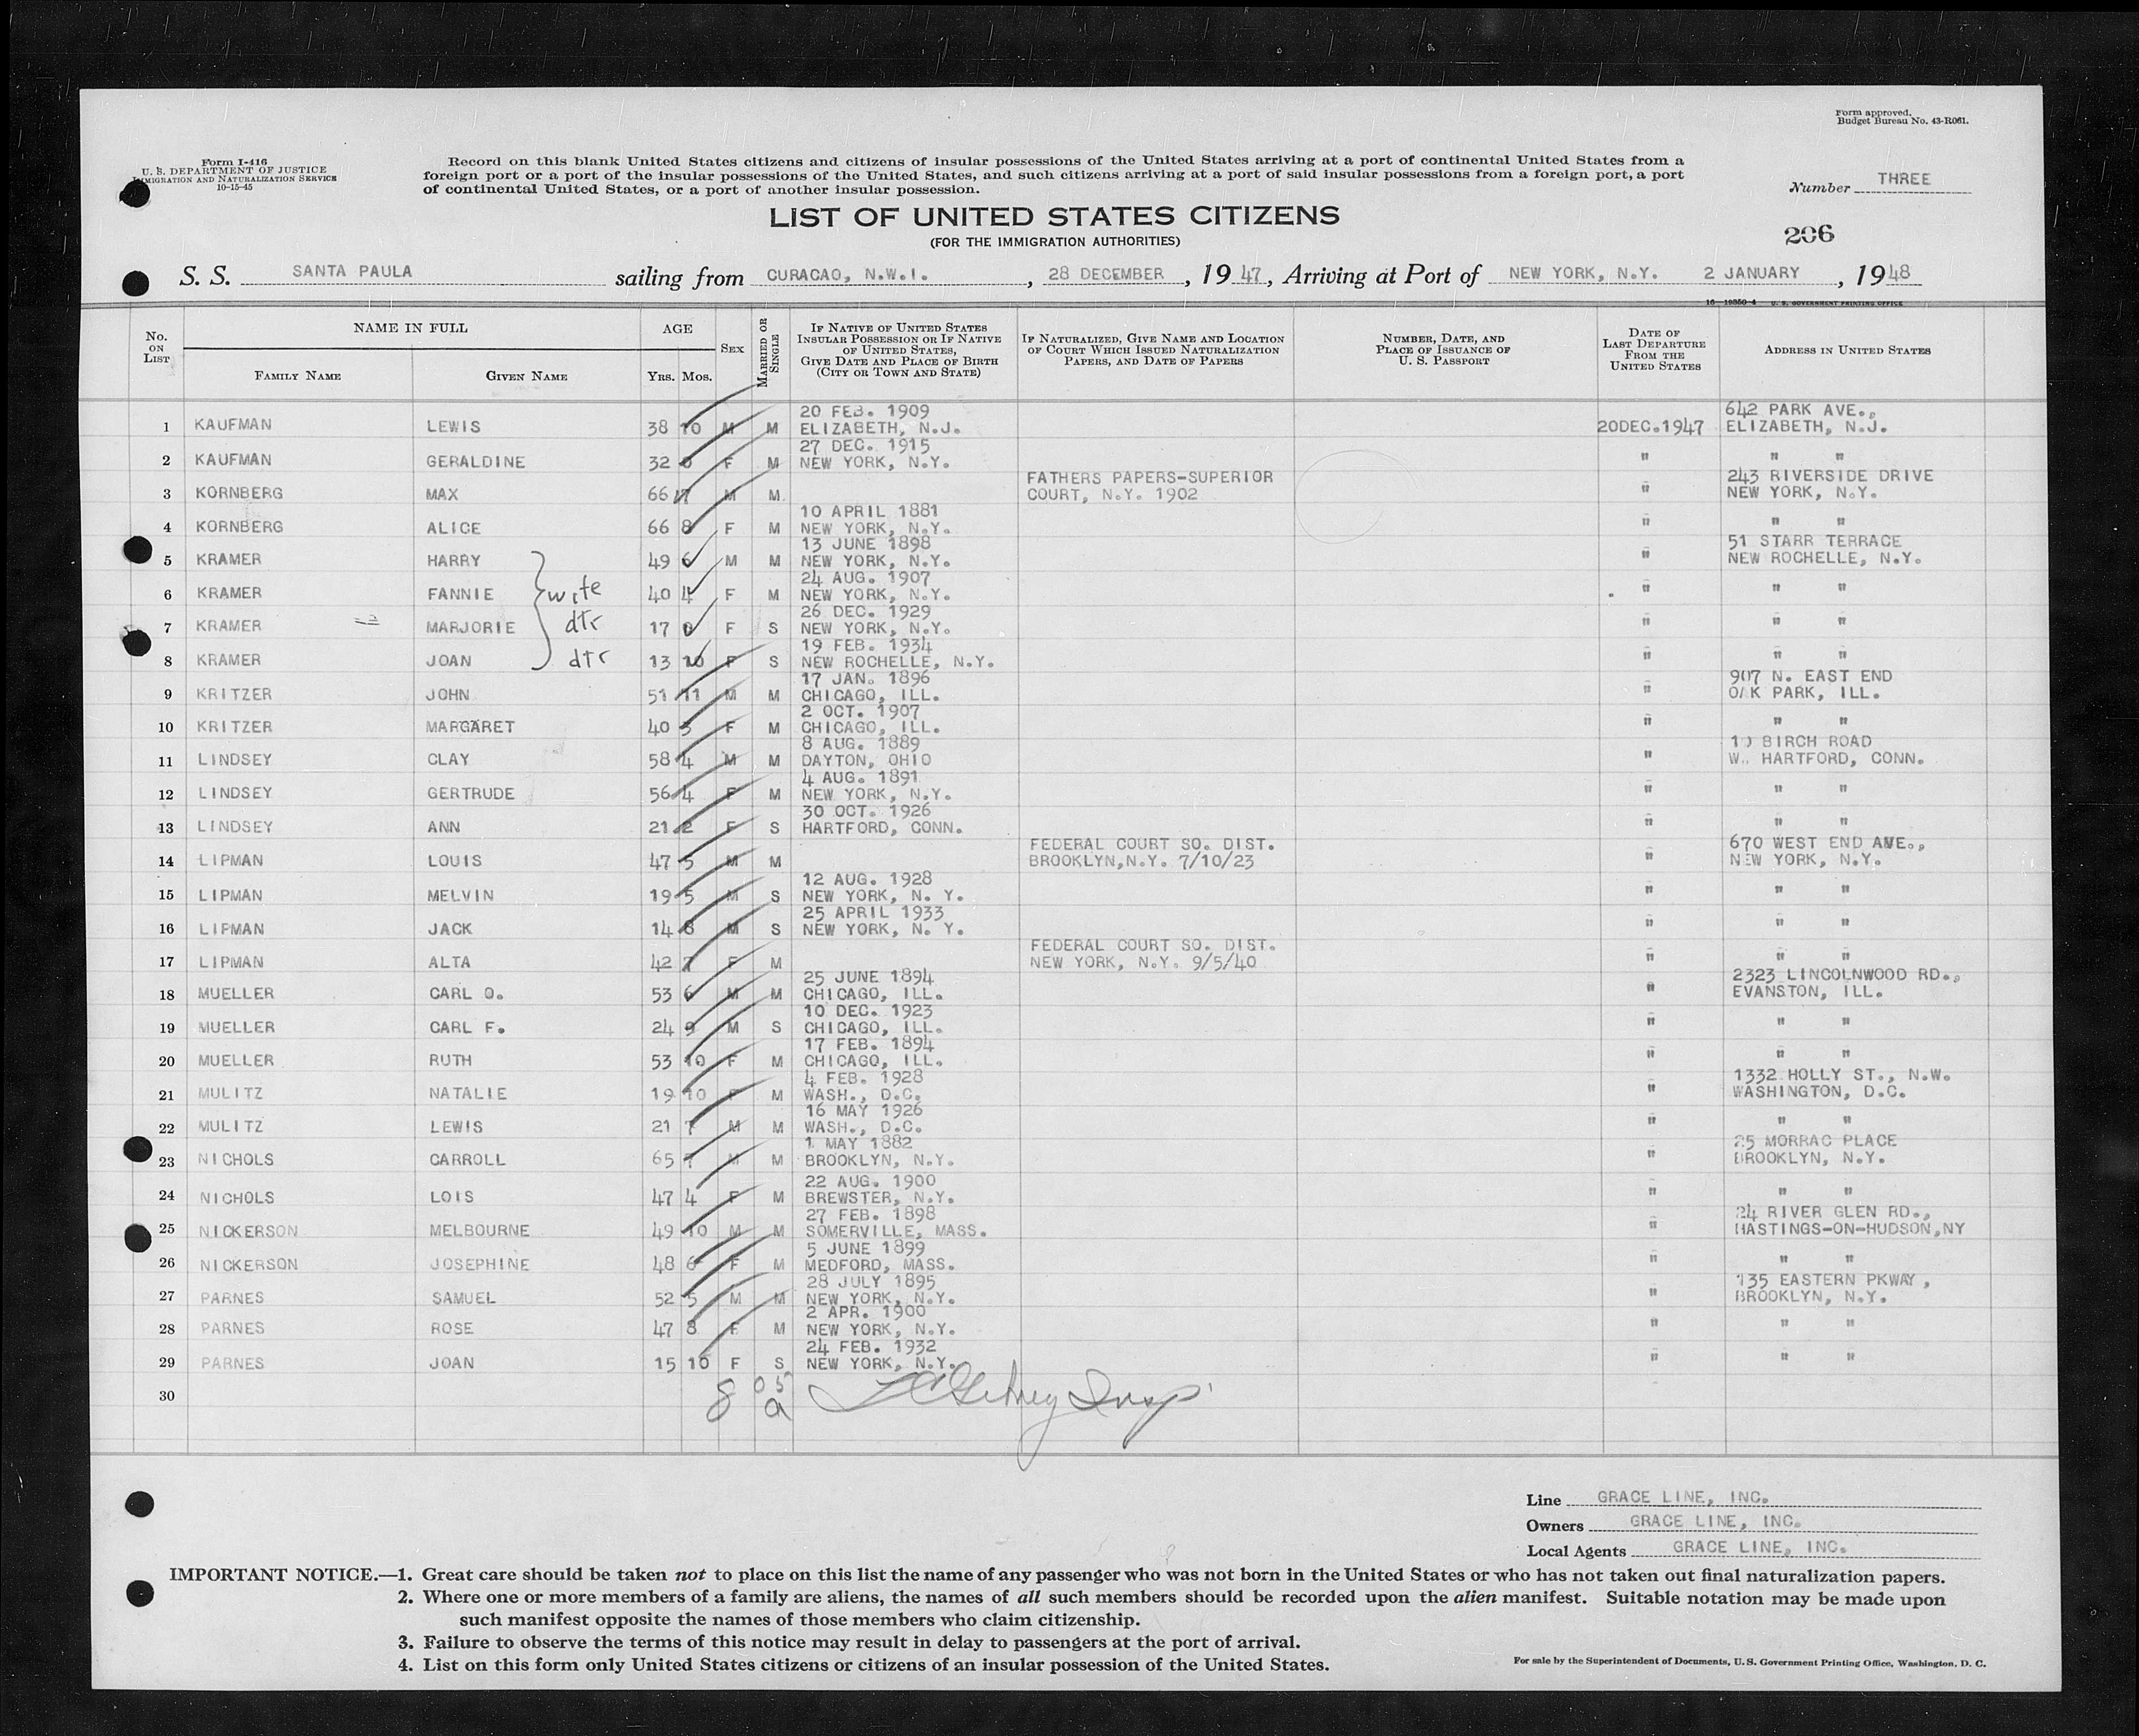 Form approved.
Budget Bureau No. 43-R061.
Form I-416
U. S. DEPARTMENT OF JUSTICE
IMMIGRATION AND NATURALIZATION SERVICE
10-15-45
Record on this blank United States citizens and citizens of insular possessions of the United States arriving at a port of continental United States from a
foreign port or a port of the insular possessions of the United States, and such citizens arriving at a port of said insular possessions from a foreign port, a port
of continental United States, or a port of another insular possession.
Number THREE
LIST OF UNITED STATES CITIZENS
(FOR THE IMMIGRATION AUTHORITIES)
206
S. S. SANTA PAULA sailing from CURACAO, N.W.I. , 28 DECEMBER , 19 47, Arriving at Port of NEW YORK, N.Y. 2 JANUARY , 19 48
16—19350-4 U. S. GOVERNMENT PRINTING OFFICE
No. ON LIST
NAME IN FULL
FAMILY NAME GIVEN NAME
AGE
YRS. MOS.
SEX
MARRIED OR SINGLE
IF NATIVE OF UNITED STATES INSULAR POSSESSION OR IF NATIVE OF UNITED STATES, GIVE DATE AND PLACE OF BIRTH (CITY OR TOWN AND STATE)
IF NATURALIZED, GIVE NAME AND LOCATION OF COURT WHICH ISSUED NATURALIZATION PAPERS, AND DATE OF PAPERS
NUMBER, DATE, AND PLACE OF ISSUANCE OF U. S. PASSPORT
DATE OF LAST DEPARTURE FROM THE UNITED STATES
ADDRESS IN UNITED STATES
1 KAUFMAN LEWIS 38 10 M M 20 FEB. 1909 ELIZABETH, N.J. 20DEC.1947 642 PARK AVE., ELIZABETH, N.J.
2 KAUFMAN GERALDINE 32 0 F M 27 DEC. 1915 NEW YORK, N.Y. " " "
3 KORNBERG MAX 66 M M FATHERS PAPERS-SUPERIOR COURT, N.Y. 1902 " 243 RIVERSIDE DRIVE NEW YORK, N.Y.
4 KORNBERG ALICE 66 8 F M 10 APRIL 1881 NEW YORK, N.Y. " " "
5 KRAMER HARRY 49 6 M M 13 JUNE 1898 NEW YORK, N.Y. " 51 STARR TERRACE NEW ROCHELLE, N.Y.
6 KRAMER FANNIE wife 40 4 F M 24 AUG. 1907 NEW YORK, N.Y. " " "
7 KRAMER MARJORIE dtr 17 0 F S 26 DEC. 1929 NEW YORK, N.Y. " " "
8 KRAMER JOAN dtr 13 10 F S 19 FEB. 1934 NEW ROCHELLE, N.Y. " " "
9 KRITZER JOHN 51 11 M M 17 JAN. 1896 CHICAGO, ILL. " 907 N. EAST END OAK PARK, ILL.
10 KRITZER MARGARET 40 3 F M 2 OCT. 1907 CHICAGO, ILL. " " "
11 LINDSEY CLAY 58 4 M M 8 AUG. 1889 DAYTON, OHIO " 10 BIRCH ROAD W. HARTFORD, CONN.
12 LINDSEY GERTRUDE 56 4 F M 4 AUG. 1891 NEW YORK, N.Y. " " "
13 LINDSEY ANN 21 2 F S 30 OCT. 1926 HARTFORD, CONN. " " "
14 LIPMAN LOUIS 47 5 M M FEDERAL COURT SO. DIST. BROOKLYN,N.Y. 7/10/23 " 670 WEST END AVE., NEW YORK, N.Y.
15 LIPMAN MELVIN 19 5 M S 12 AUG. 1928 NEW YORK, N. Y. " " "
16 LIPMAN JACK 14 8 M S 25 APRIL 1933 NEW YORK, N. Y. " " "
17 LIPMAN ALTA 42 7 F M FEDERAL COURT SO. DIST. NEW YORK, N.Y. 9/5/40 " " "
18 MUELLER CARL O. 53 6 M M 25 JUNE 1894 CHICAGO, ILL. " 2323 LINCOLNWOOD RD., EVANSTON, ILL.
19 MUELLER CARL F. 24 9 M S 10 DEC. 1923 CHICAGO, ILL. " " "
20 MUELLER RUTH 53 10 F M 17 FEB. 1894 CHICAGO, ILL. " " "
21 MULITZ NATALIE 19 10 F M 4 FEB. 1928 WASH., D.C. " 1332 HOLLY ST., N.W. WASHINGTON, D.C.
22 MULITZ LEWIS 21 7 M M 16 MAY 1926 WASH., D.C. " " "
23 NICHOLS CARROLL 65 7 M M 1 MAY 1882 BROOKLYN, N.Y. " 25 MORRAC PLACE BROOKLYN, N.Y.
24 NICHOLS LOIS 47 4 F M 22 AUG. 1900 BREWSTER, N.Y. " " "
25 NICKERSON MELBOURNE 49 10 M M 27 FEB. 1898 SOMERVILLE, MASS. " 24 RIVER GLEN RD., HASTINGS-ON-HUDSON,NY
26 NICKERSON JOSEPHINE 48 6 F M 5 JUNE 1899 MEDFORD, MASS. " " "
27 PARNES SAMUEL 52 5 M M 28 JULY 1895 NEW YORK, N.Y. " 135 EASTERN PKWAY, BROOKLYN, N.Y.
28 PARNES ROSE 47 8 F M 2 APR. 1900 NEW YORK, N.Y. " " "
29 PARNES JOAN 15 10 F S 24 FEB. 1932 NEW YORK, N.Y. " " "
30
Line GRACE LINE, INC.
Owners GRACE LINE, INC.
Local Agents GRACE LINE, INC.
IMPORTANT NOTICE.—1. Great care should be taken not to place on this list the name of any passenger who was not born in the United States or who has not taken out final naturalization papers.
2. Where one or more members of a family are aliens, the names of all such members should be recorded upon the alien manifest. Suitable notation may be made upon
such manifest opposite the names of those members who claim citizenship.
3. Failure to observe the terms of this notice may result in delay to passengers at the port of arrival.
4. List on this form only United States citizens or citizens of an insular possession of the United States.
For sale by the Superintendent of Documents, U. S. Government Printing Office, Washington, D. C.